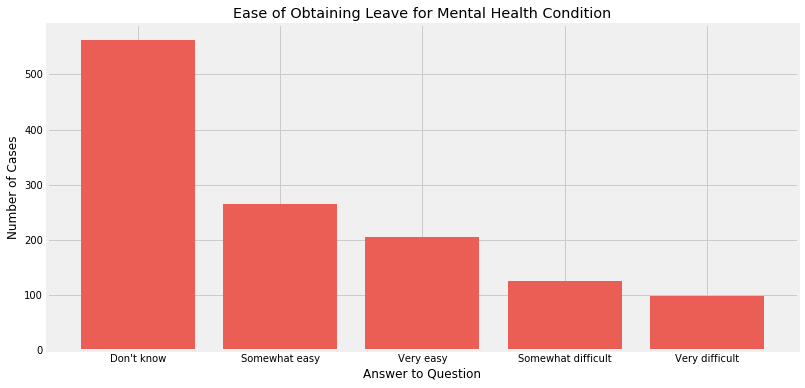 Ease of Obtaining Leave for Mental Health Condition
Number of Cases
500
400
300
200
100
0
Don't know
Somewhat easy
Very easy
Somewhat difficult
Very difficult
Answer to Question